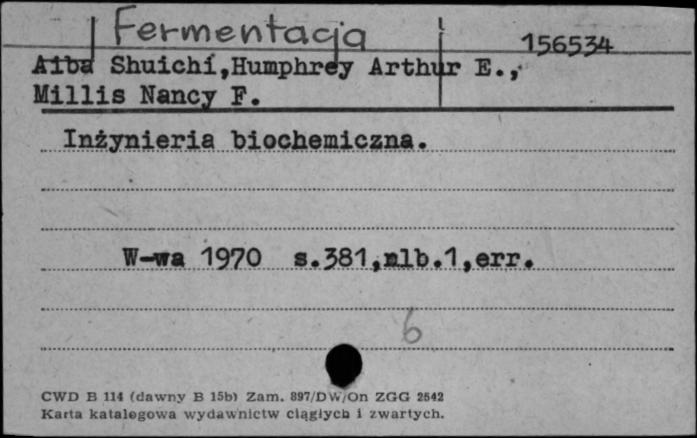 Fermentacja
156534
Aiba Shuichi,Humphrey Arthur E.,
Millis Nancy F.
Inżynieria biochemiczna.
W-wa 1970 s.381,nlb.1,err.
6
CWD B 114 (dawny B 15b) Zam. 897/DW/On ZGG 2642
Karta katalogowa wydawnictw ciągłych i zwartych.